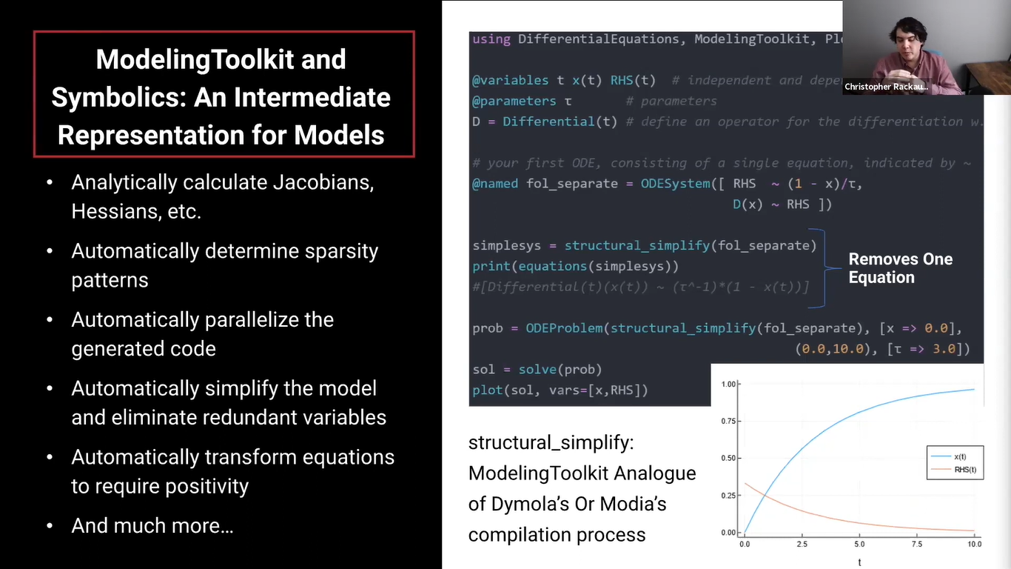 ModelingToolkit and
Symbolics: An Intermediate
Representation for Models
• Analytically calculate Jacobians,
Hessians, etc.
• Automatically determine sparsity
patterns
• Automatically parallelize the
generated code
• Automatically simplify the model
and eliminate redundant variables
• Automatically transform equations
to require positivity
• And much more…
using DifferentialEquations, ModelingToolkit,
@variables t x(t) RHS(t) # independent and
@parameters τ # parameters
D = Differential(t) # define an operator for the differentiation w.
# your first ODE, consisting of a single equation, indicated by ~
@named fol_separate = ODESystem([ RHS ~ (1 - x)/τ,
D(x) ~ RHS ])
simplesys = structural_simplify(fol_separate)
print(equations(simplesys))
#[Differential(t)(x(t)) ~ (τ^-1)*(1 - x(t))]
Removes One
Equation
prob = ODEProblem(structural_simplify(fol_separate), [x => 0.0],
(0.0,10.0), [τ => 3.0])
sol = solve(prob)
plot(sol, vars=[x,RHS])
structural_simplify:
ModelingToolkit Analogue
of Dymola's Or Modia's
compilation process
1.00
0.75
0.50
0.25
0.00
0.0 2.5 5.0 7.5 10.0
t
x(t)
RHS(t)
Christopher Rackau...